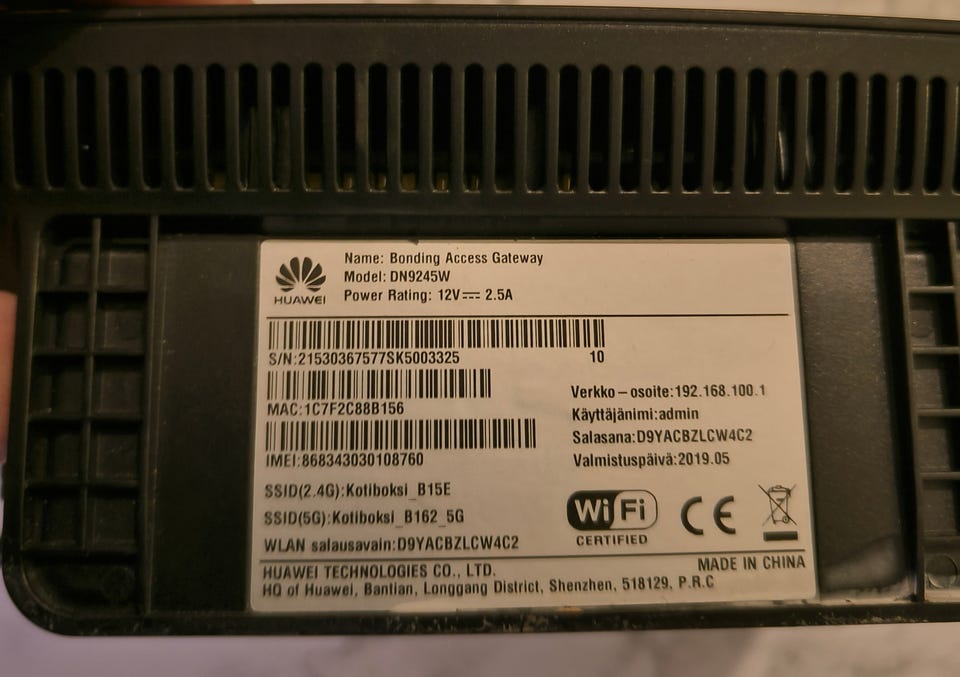 HUAWEI
Name: Bonding Access Gateway
Model: DN9245W
Power Rating: 12V⎓ 2.5A
S/N:21530367577SK5003325 10
MAC:1C7F2C88B156
IMEI:868343030108760
Verkko-osoite:192.168.100.1
Käyttäjänimi:admin
Salasana:D9YACBZLCW4C2
Valmistuspäivä:2019.05
SSID(2.4G):Kotiboksi_B15E
SSID(5G):Kotiboksi_B162_5G
WLAN salausavain:D9YACBZLCW4C2
WiFi
CERTIFIED
CE
MADE IN CHINA
HUAWEI TECHNOLOGIES CO., LTD.
HQ of Huawei, Bantian, Longgang District, Shenzhen, 518129, P.R.C